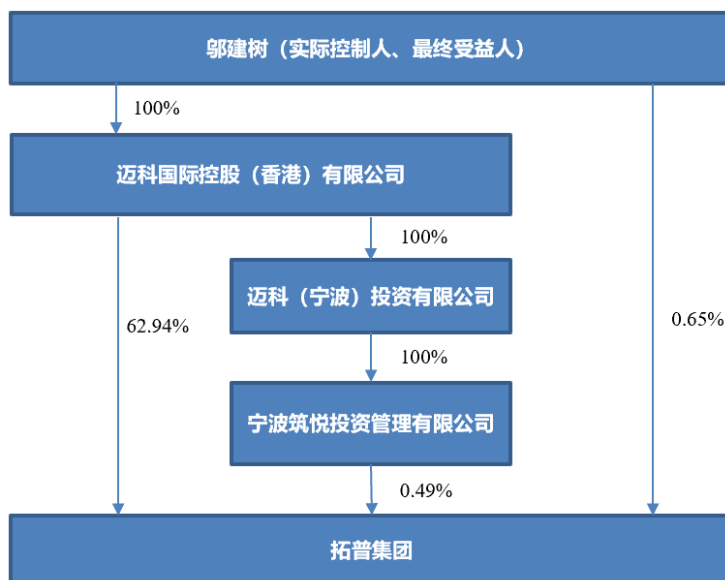 邬建树（实际控制人、最终受益人）
100%
迈科国际控股（香港）有限公司
100%
迈科（宁波）投资有限公司
62.94%
0.65%
100%
宁波筑悦投资管理有限公司
0.49%
拓普集团